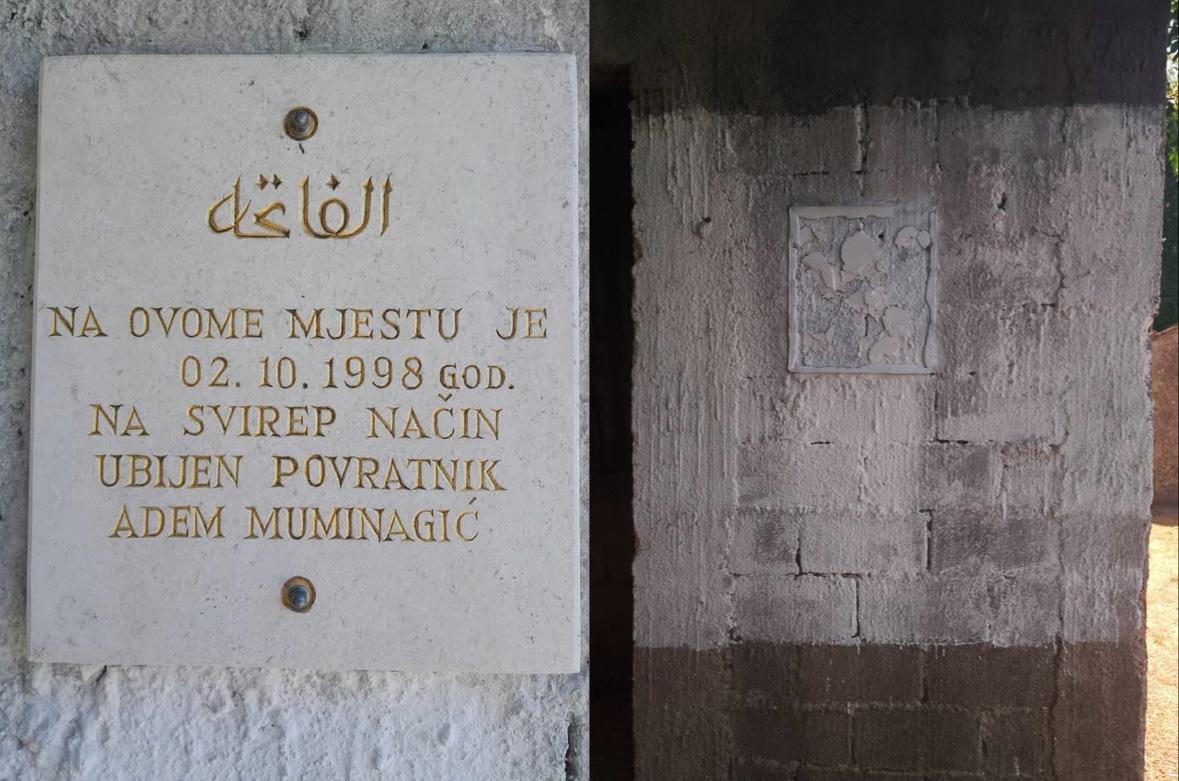 الفاتحة
NA OVOME MJESTU JE
02. 10. 1998 GOD.
NA SVIREP NAČIN
UBIJEN POVRATNIK
ADEM MUMINAGIĆ